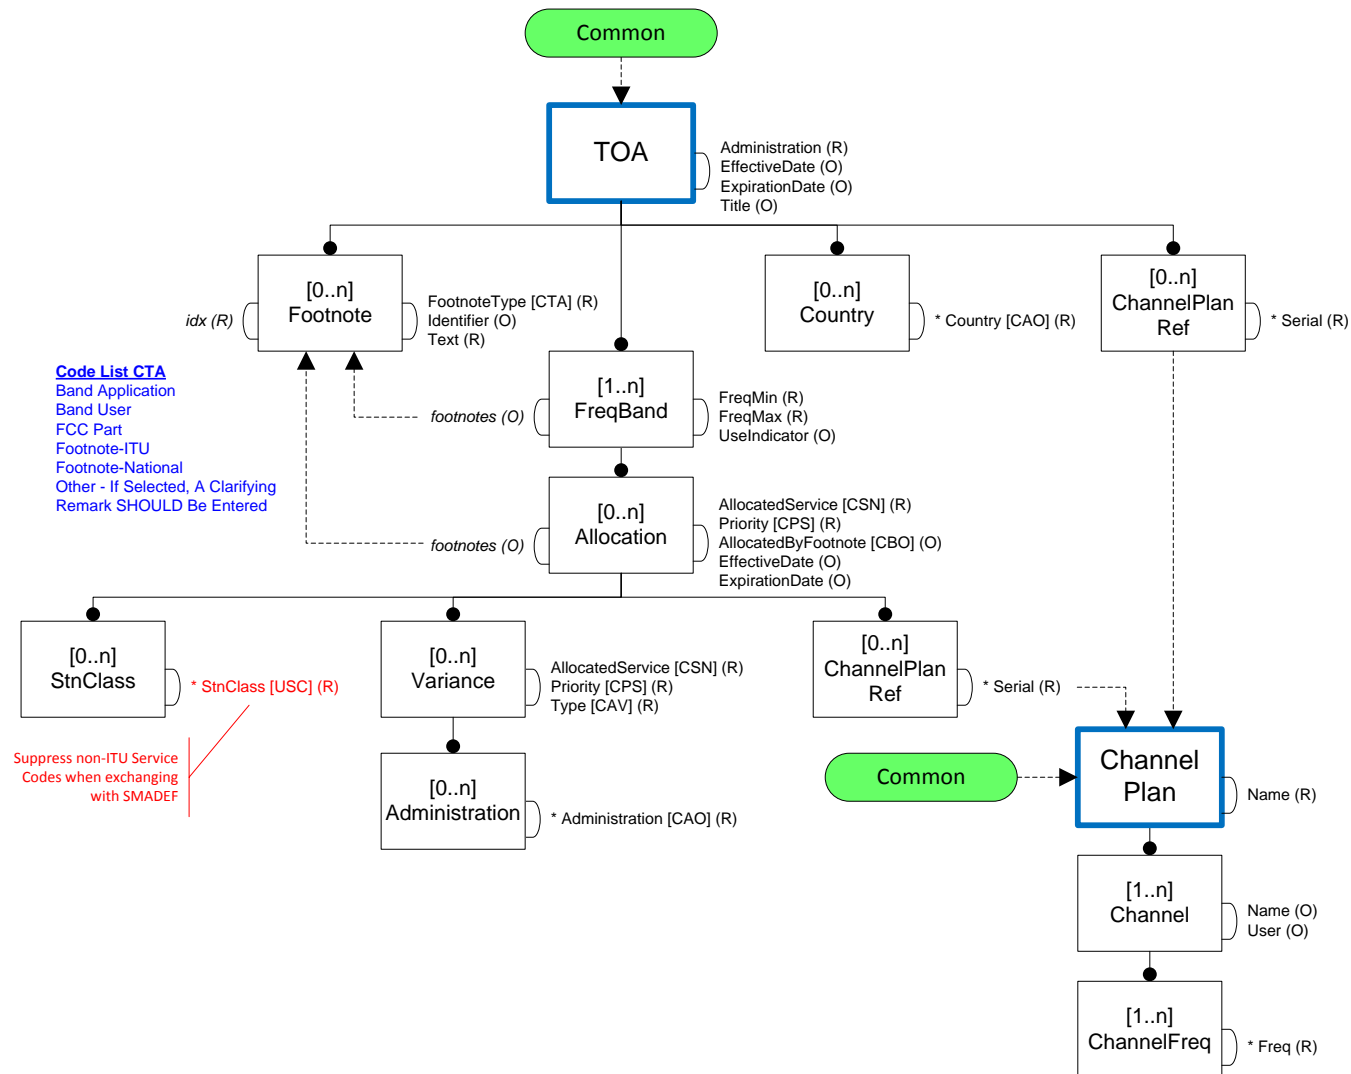 Common
TOA
Administration (R)
EffectiveDate (O)
ExpirationDate (O)
Title (O)
[0..n]
Footnote
idx (R)
FootnoteType [CTA] (R)
Identifier (O)
Text (R)
[0..n]
Country
* Country [CAO] (R)
[0..n]
ChannelPlan
Ref
* Serial (R)
Code List CTA
Band Application
Band User
FCC Part
Footnote-ITU
Footnote-National
Other - If Selected, A Clarifying
Remark SHOULD Be Entered
[1..n]
FreqBand
footnotes (O)
FreqMin (R)
FreqMax (R)
UseIndicator (O)
[0..n]
Allocation
footnotes (O)
AllocatedService [CSN] (R)
Priority [CPS] (R)
AllocatedByFootnote [CBO] (O)
EffectiveDate (O)
ExpirationDate (O)
[0..n]
StnClass
* StnClass [USC] (R)
Suppress non-ITU Service
Codes when exchanging
with SMADEF
[0..n]
Variance
AllocatedService [CSN] (R)
Priority [CPS] (R)
Type [CAV] (R)
[0..n]
Administration
* Administration [CAO] (R)
[0..n]
ChannelPlan
Ref
* Serial (R)
Common
Channel
Plan
Name (R)
[1..n]
Channel
Name (O)
User (O)
[1..n]
ChannelFreq
* Freq (R)